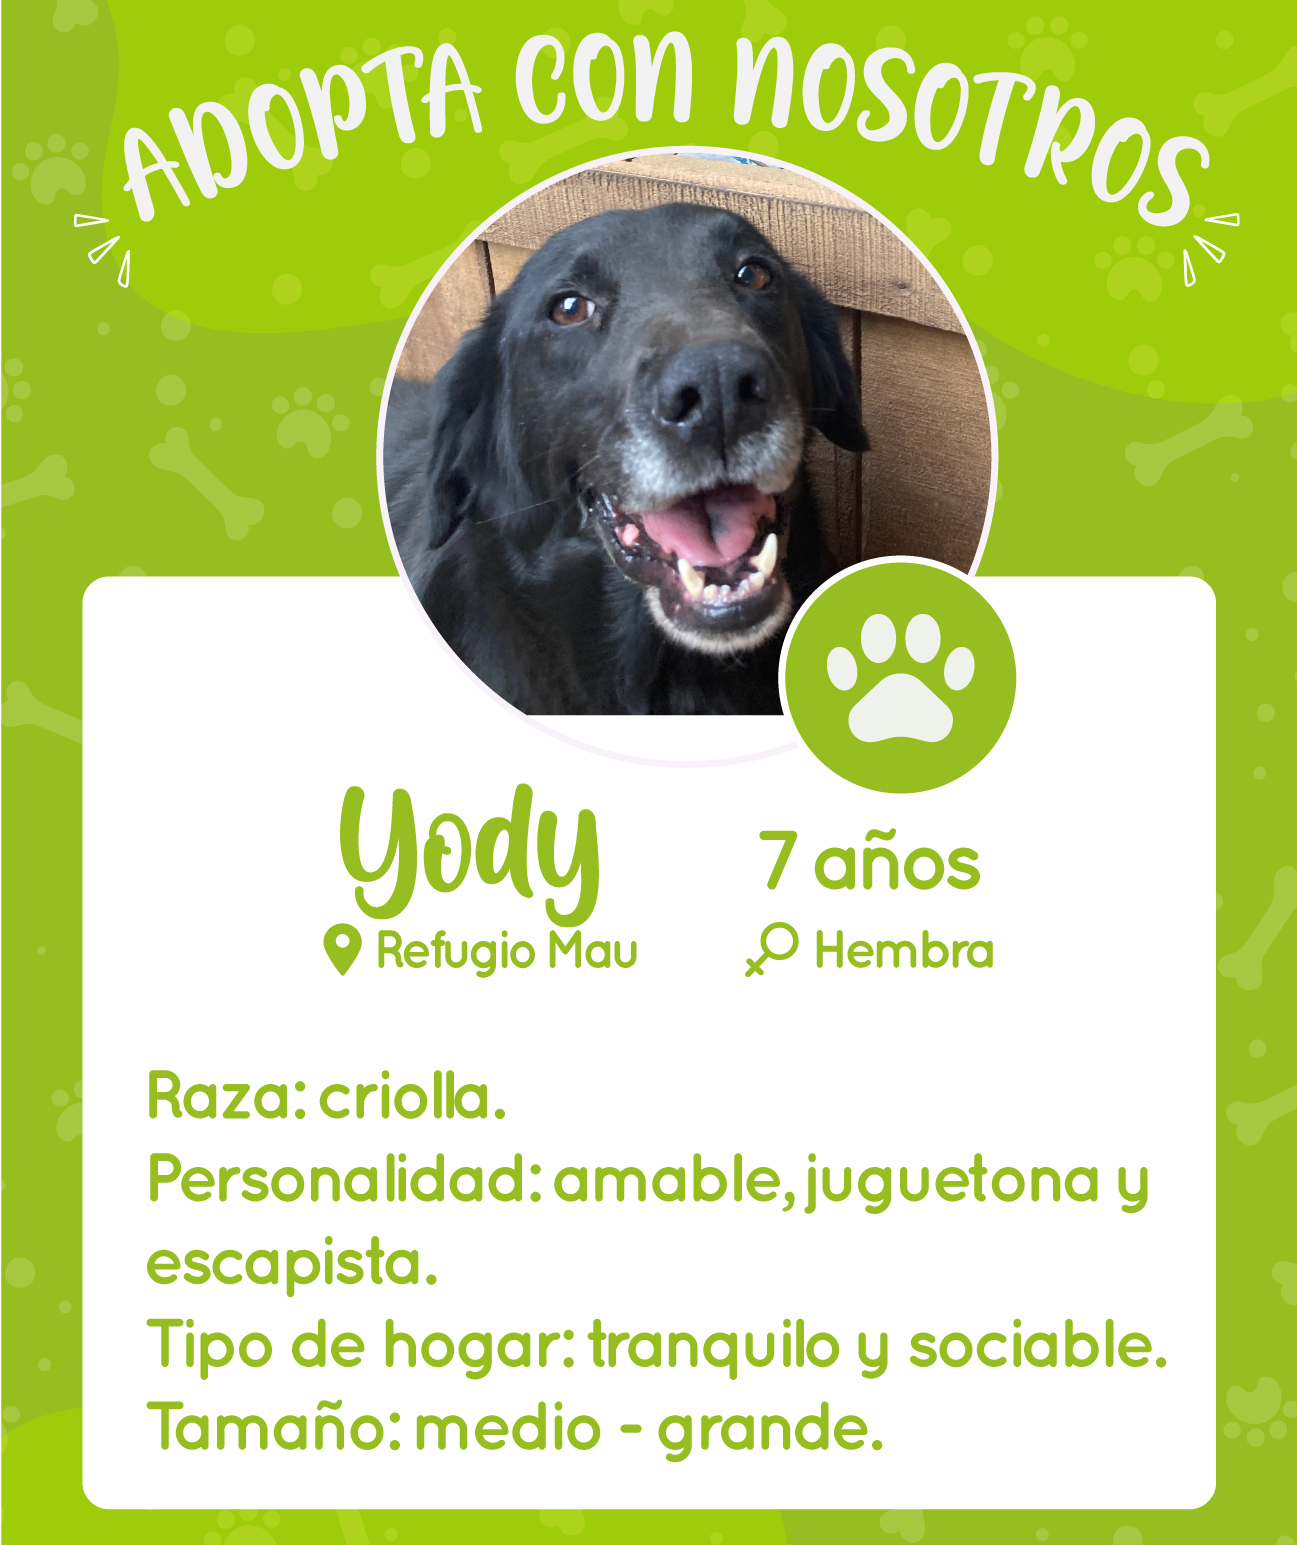 ADOPTA CON NOSOTROS
Yody
7 años
Refugio Mau
Hembra
Raza: criolla.
Personalidad: amable, juguetona y
escapista.
Tipo de hogar: tranquilo y sociable.
Tamaño: medio - grande.